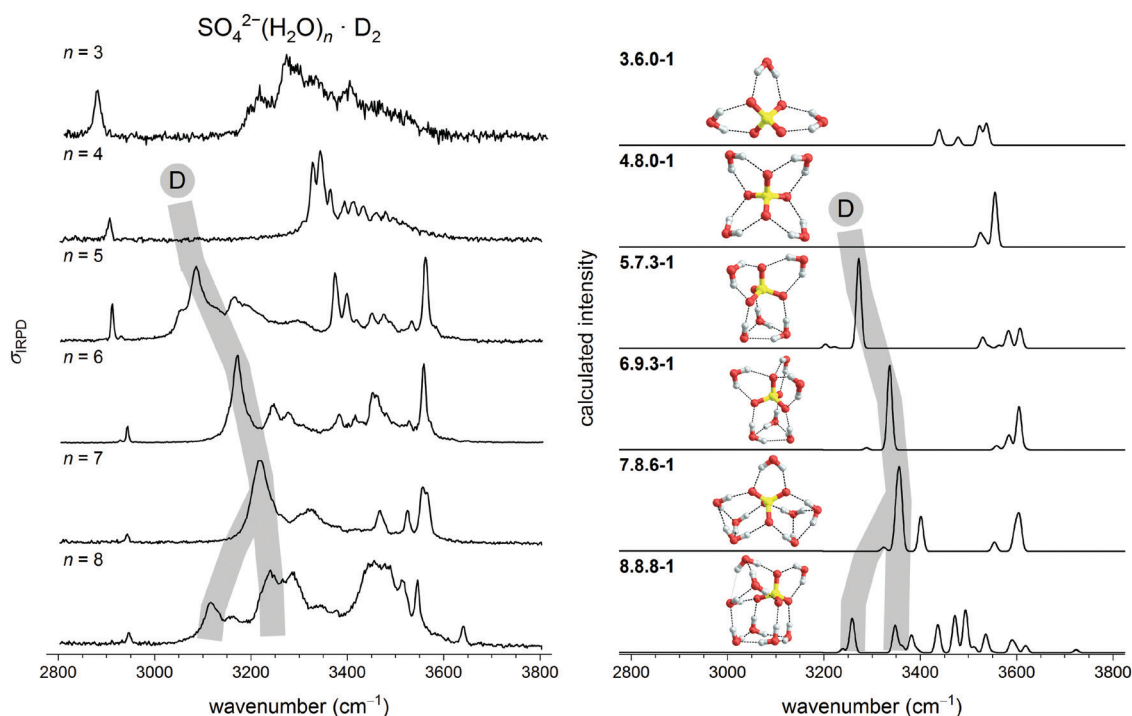 SO₄²⁻(H₂O)ₙ · D₂
n = 3
n = 4
D
n = 5
n = 6
n = 7
n = 8
σIRPD
2800 3000 3200 3400 3600 3800
wavenumber (cm⁻¹)
3.6.0-1
4.8.0-1
D
5.7.3-1
6.9.3-1
7.8.6-1
8.8.8-1
calculated intensity
2800 3000 3200 3400 3600 3800
wavenumber (cm⁻¹)